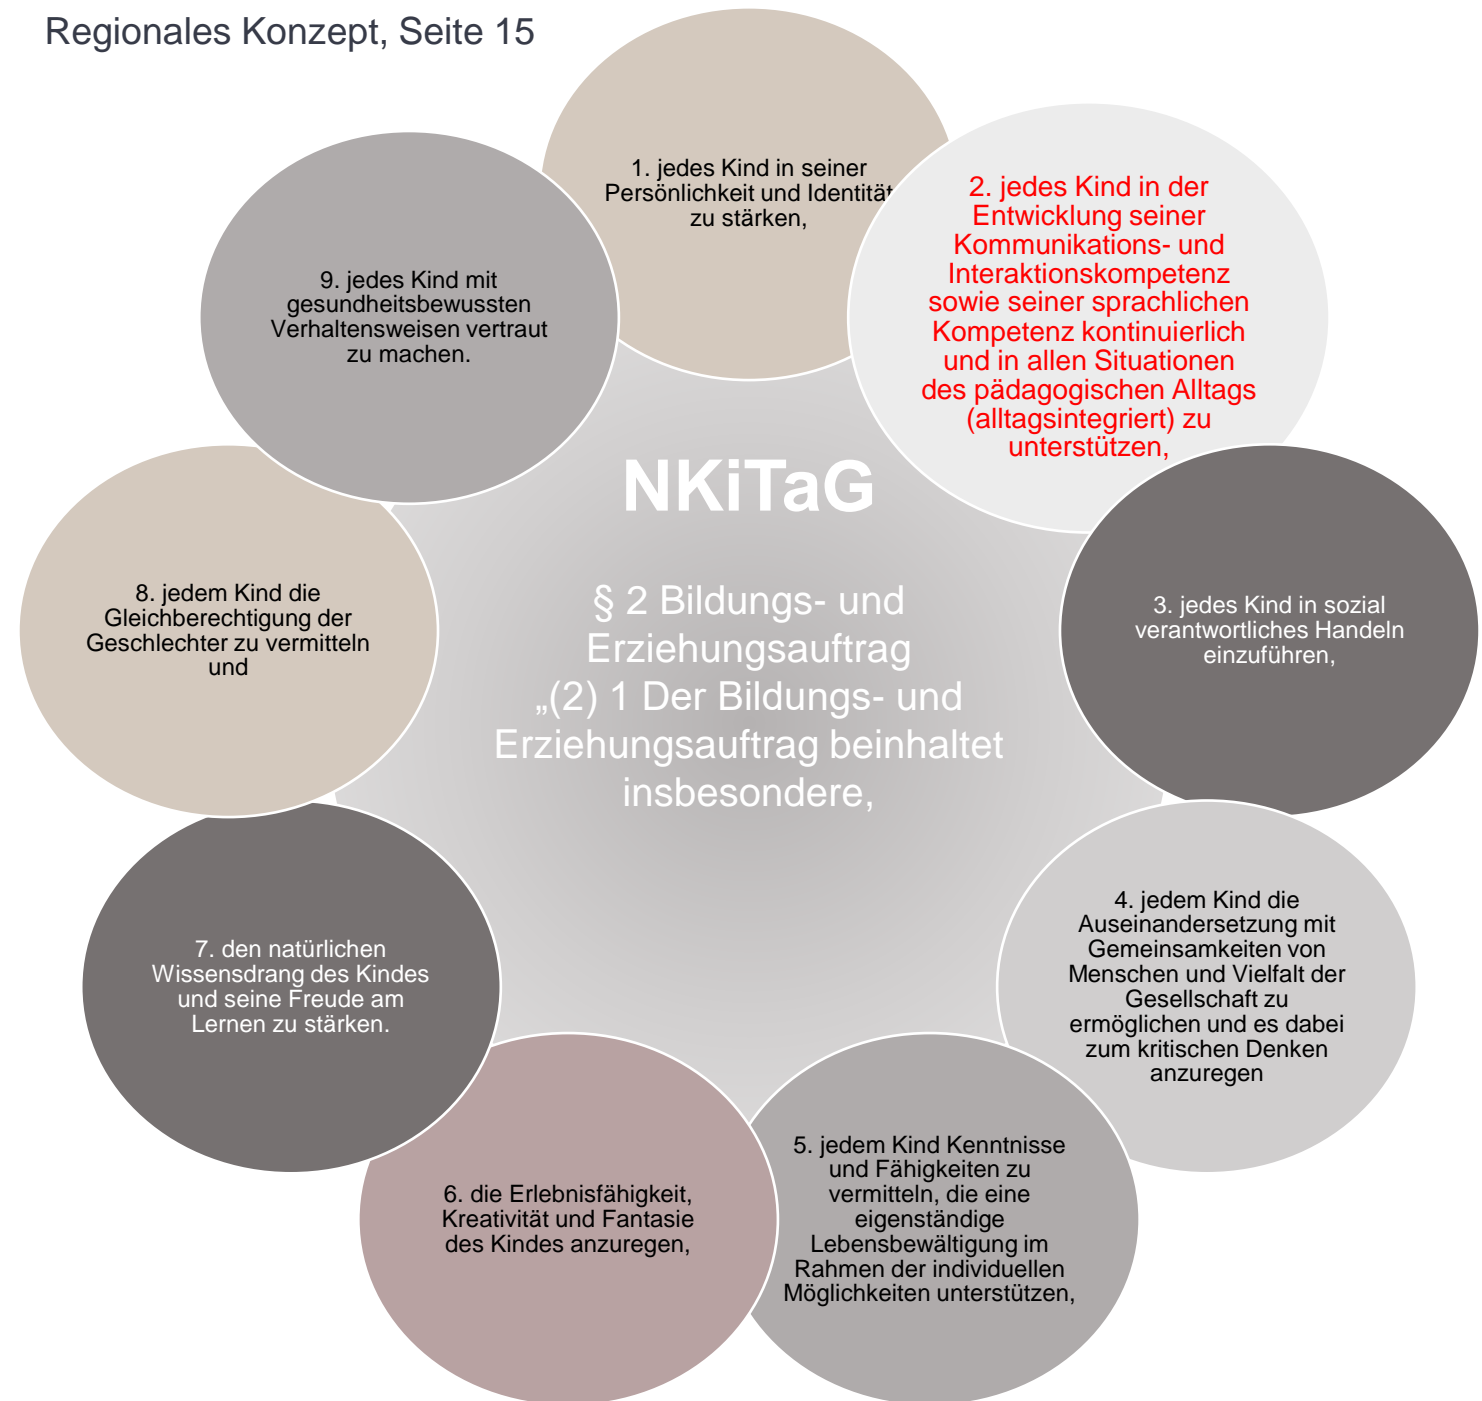 Regionales Konzept, Seite 15
NKiTaG
§ 2 Bildungs- und
Erziehungsauftrag
„(2) 1 Der Bildungs- und
Erziehungsauftrag beinhaltet
insbesondere,
1. jedes Kind in seiner
Persönlichkeit und Identität
zu stärken,
2. jedes Kind in der
Entwicklung seiner
Kommunikations- und
Interaktionskompetenz
sowie seiner sprachlichen
Kompetenz kontinuierlich
und in allen Situationen
des pädagogischen Alltags
(alltagsintegriert) zu
unterstützen,
3. jedes Kind in sozial
verantwortliches Handeln
einzuführen,
4. jedem Kind die
Auseinandersetzung mit
Gemeinsamkeiten von
Menschen und Vielfalt der
Gesellschaft zu
ermöglichen und es dabei
zum kritischen Denken
anzuregen
5. jedem Kind Kenntnisse
und Fähigkeiten zu
vermitteln, die eine
eigenständige
Lebensbewältigung im
Rahmen der individuellen
Möglichkeiten unterstützen,
6. die Erlebnisfähigkeit,
Kreativität und Fantasie
des Kindes anzuregen,
7. den natürlichen
Wissensdrang des Kindes
und seine Freude am
Lernen zu stärken.
8. jedem Kind die
Gleichberechtigung der
Geschlechter zu vermitteln
und
9. jedes Kind mit
gesundheitsbewussten
Verhaltensweisen vertraut
zu machen.